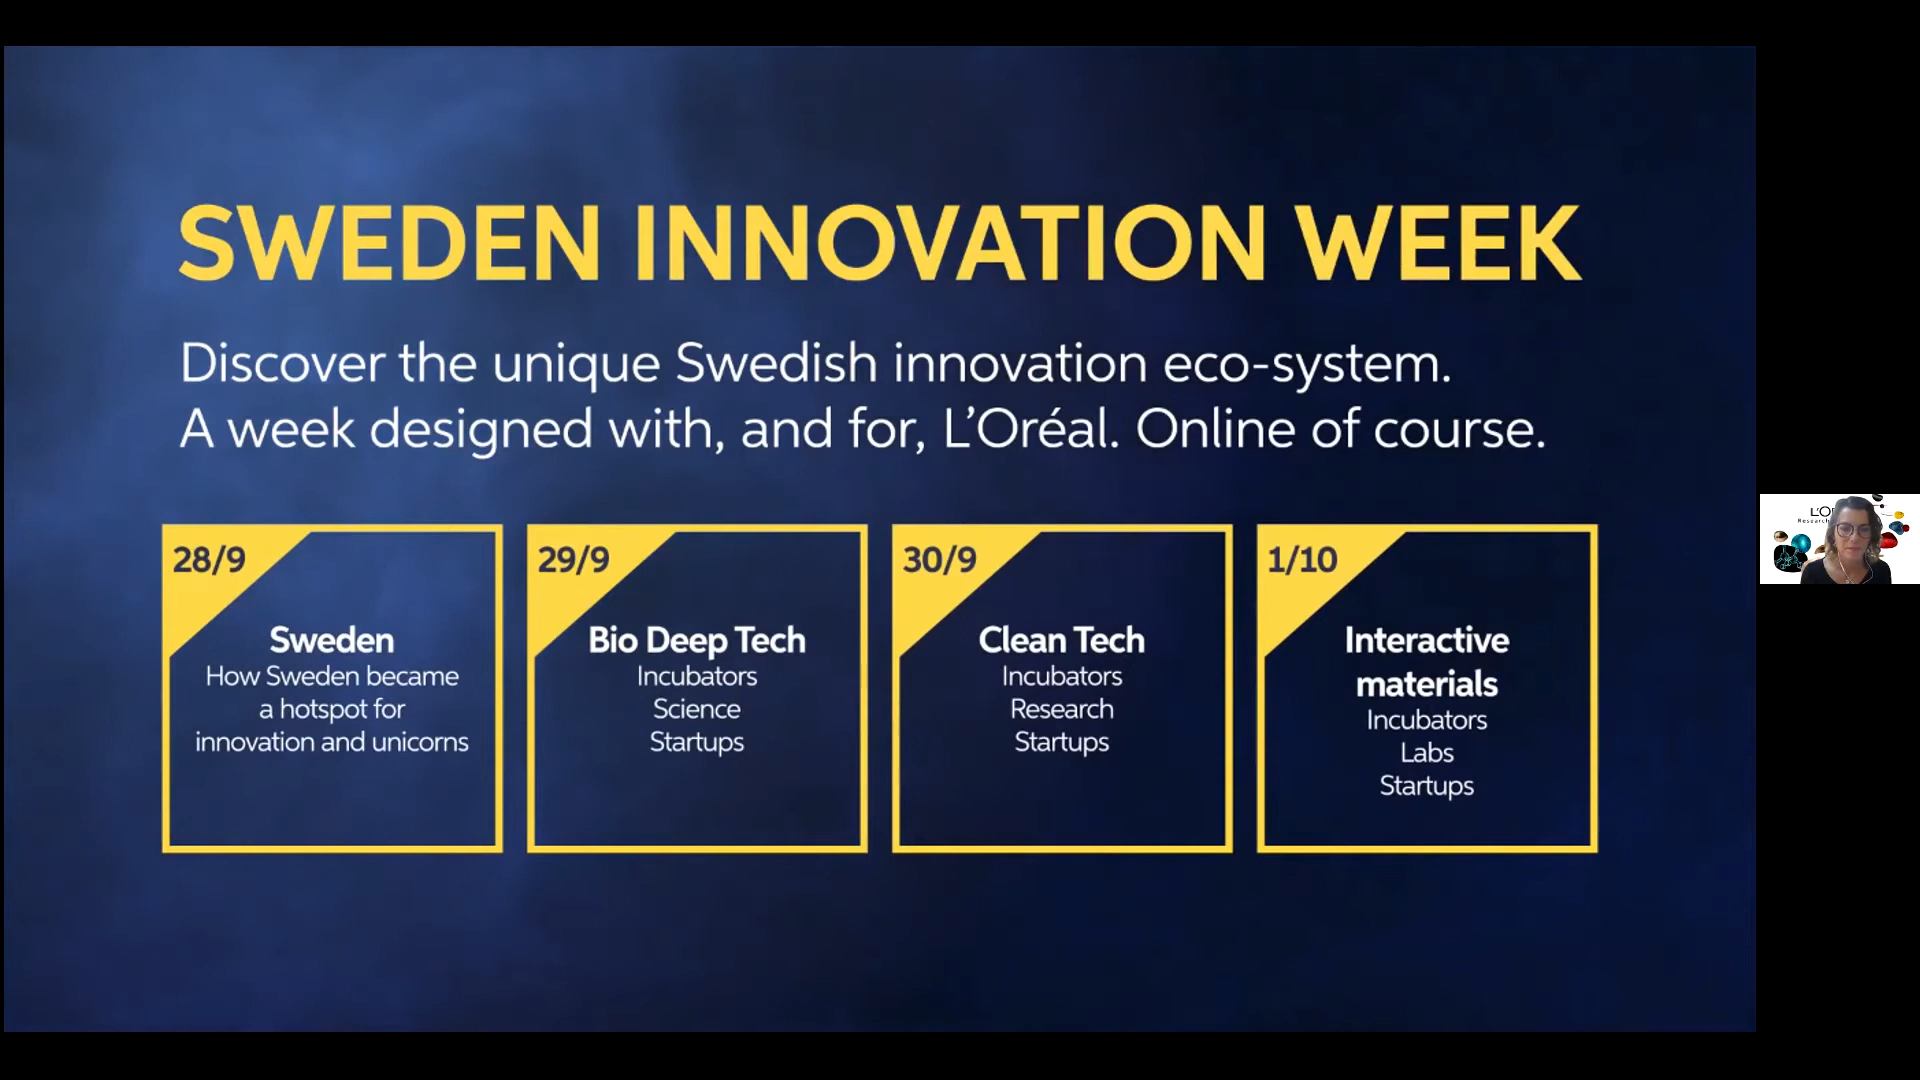 SWEDEN INNOVATION WEEK
Discover the unique Swedish innovation eco-system.
A week designed with, and for, L’Oréal. Online of course.
28/9
Sweden
How Sweden became
a hotspot for
innovation and unicorns
29/9
Bio Deep Tech
Incubators
Science
Startups
30/9
Clean Tech
Incubators
Research
Startups
1/10
Interactive
materials
Incubators
Labs
Startups